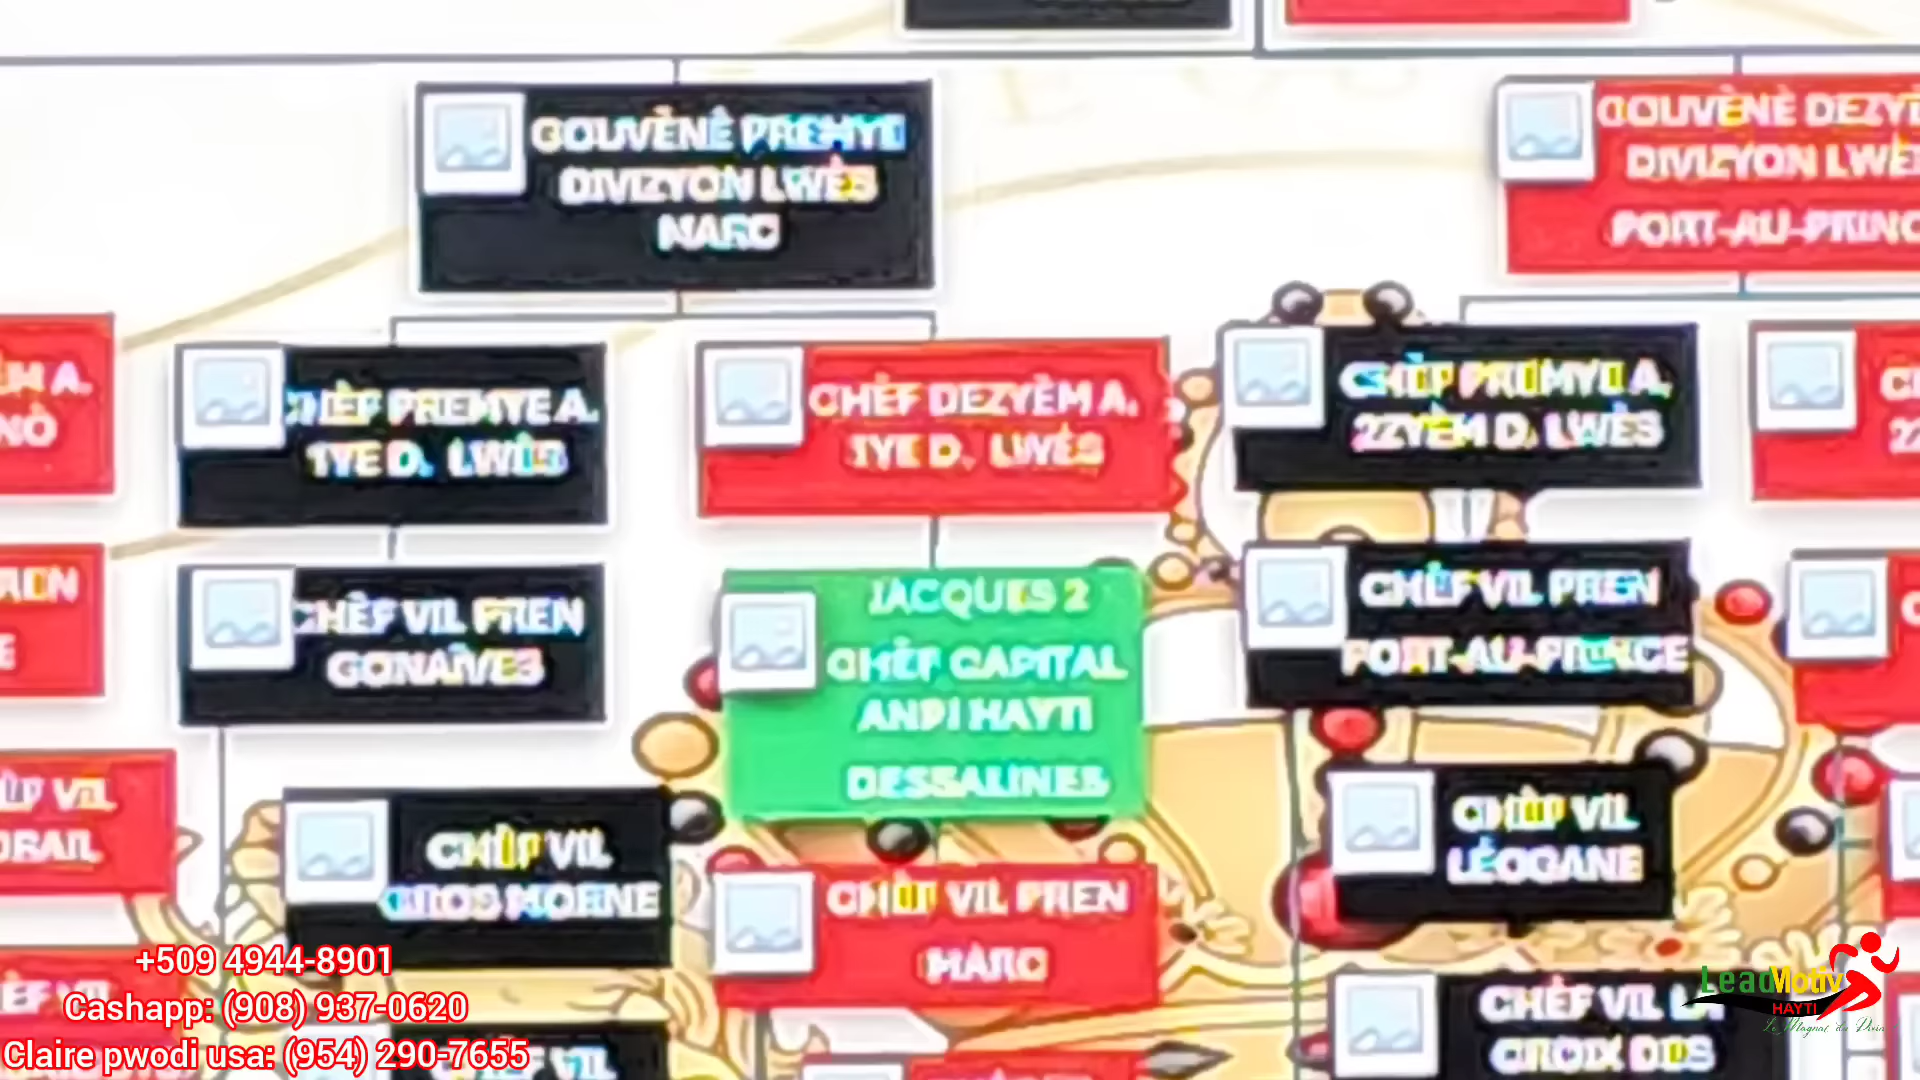 GOUVÈNÈ PREMYE
DIVIZYON LWÈS
MARC
GOUVÈNÈ DEZYÈ
DIVIZYON LWÈS
PORT-AU-PRINC
M A.
NÒ
CHÈF PREMYE A.
1YE D. LWÈS
CHÈF DEZYÈM A.
1YE D. LWÈS
CHÈF PREMYE A.
2ZYÈM D. LWÈS
CHÈF VIL PREN
GONAÏVES
JACQUES 2
CHÈF CAPITAL
ANPI HAYTI
DESSALINES
CHÈF VIL PREN
PORT-AU-PRINCE
CHÈF VIL
GROS MORNE
CHÈF VIL PREN
MARC
CHÈF VIL
LÉOGANE
CHÈF VIL LA
CROIX DES
+509 4944-8901
Cashapp: (908) 937-0620
Claire pwodi usa: (954) 290-7655
LeadMotiv
HAYTI